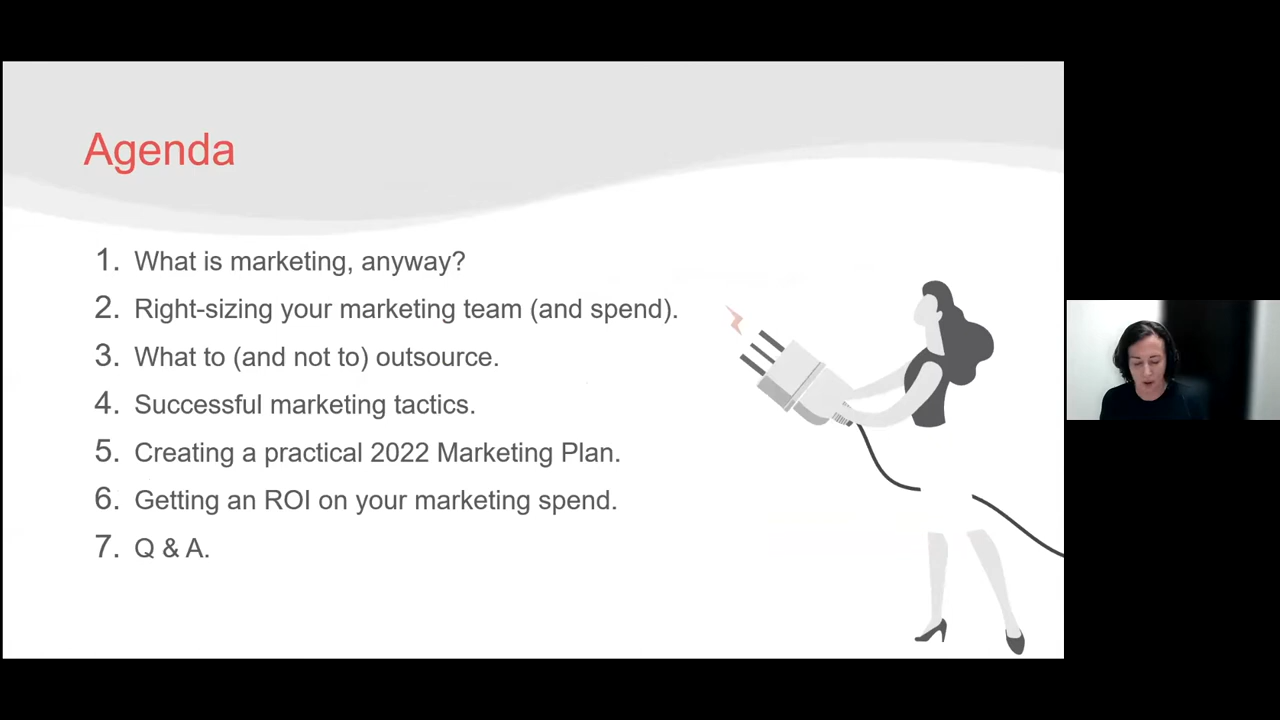 Agenda
1. What is marketing, anyway?
2. Right-sizing your marketing team (and spend).
3. What to (and not to) outsource.
4. Successful marketing tactics.
5. Creating a practical 2022 Marketing Plan.
6. Getting an ROI on your marketing spend.
7. Q & A.